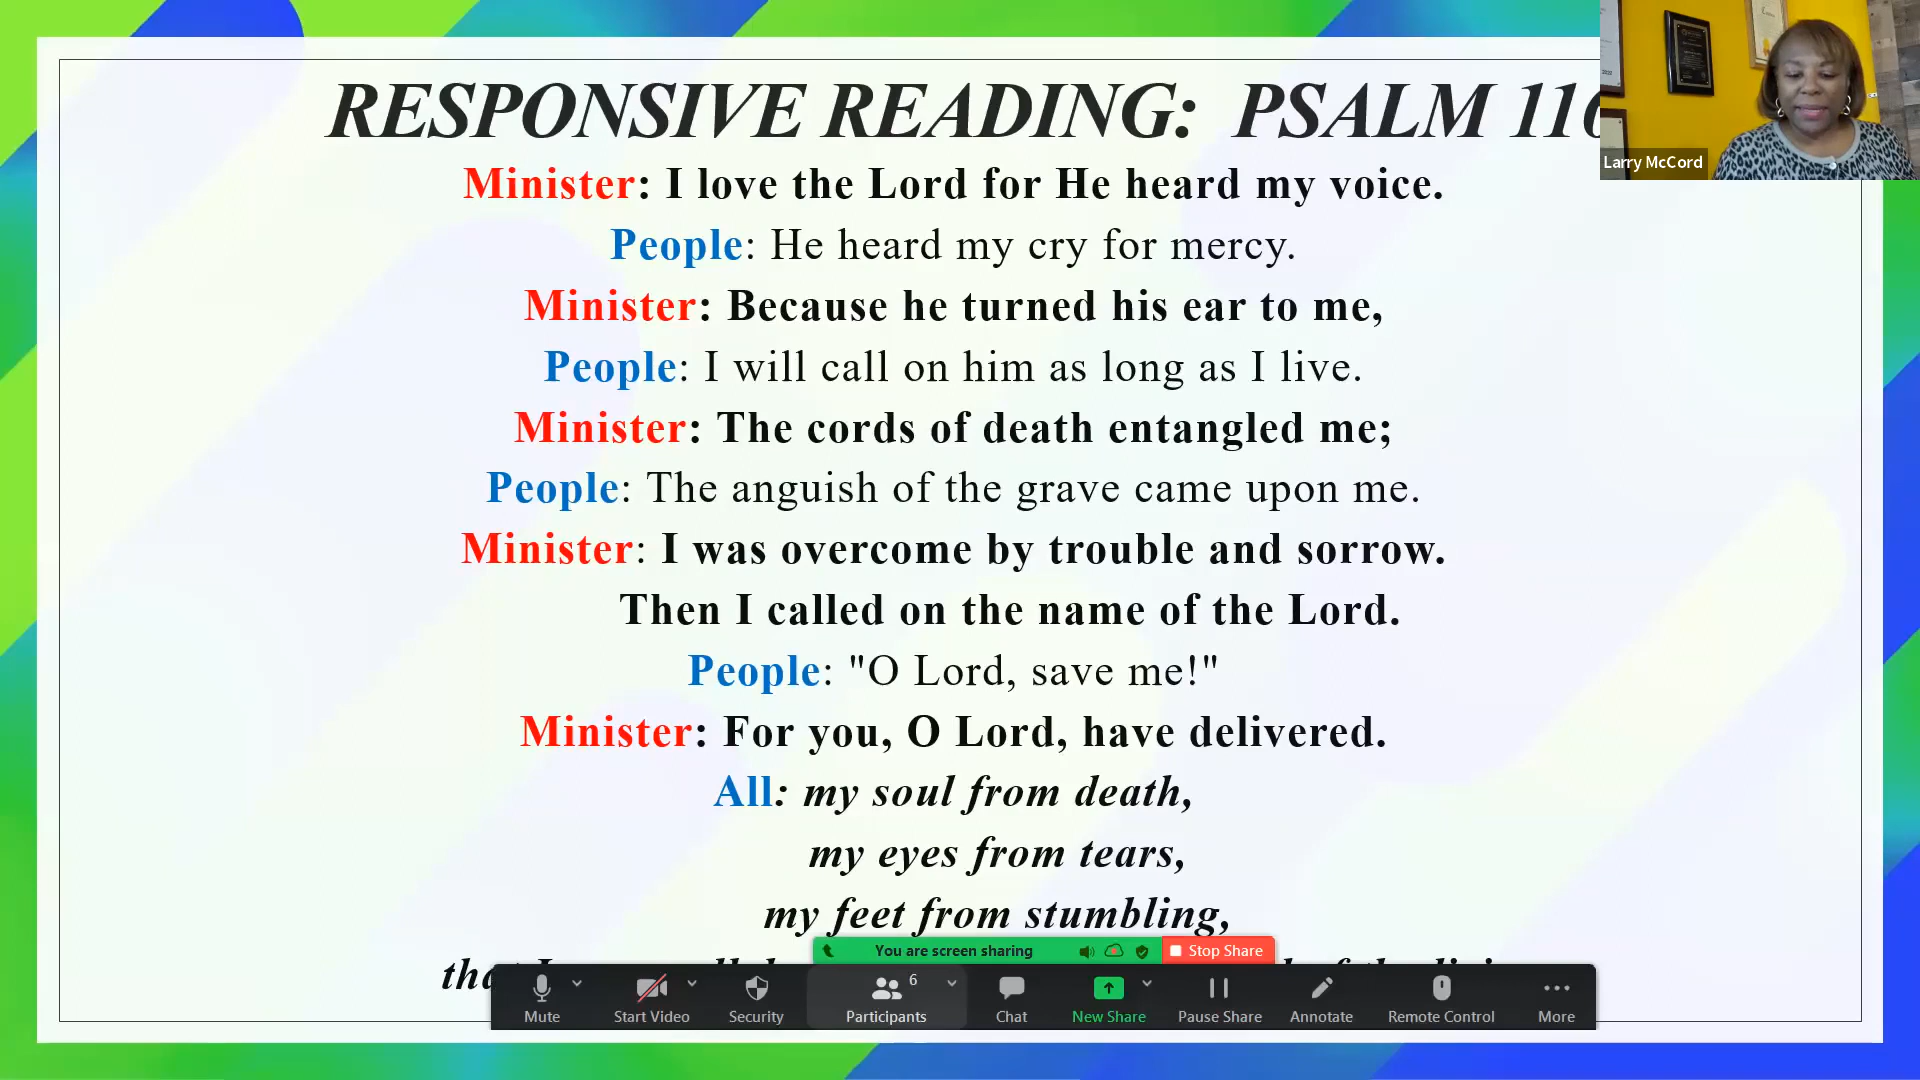 RESPONSIVE READING: PSALM 116
Larry McCord
Minister: I love the Lord for He heard my voice.
People: He heard my cry for mercy.
Minister: Because he turned his ear to me,
People: I will call on him as long as I live.
Minister: The cords of death entangled me;
People: The anguish of the grave came upon me.
Minister: I was overcome by trouble and sorrow.
Then I called on the name of the Lord.
People: "O Lord, save me!"
Minister: For you, O Lord, have delivered.
All: my soul from death,
my eyes from tears,
my feet from stumbling,
You are screen sharing Stop Share
that I
6
Mute Start Video Security Participants Chat New Share Pause Share Annotate Remote Control More